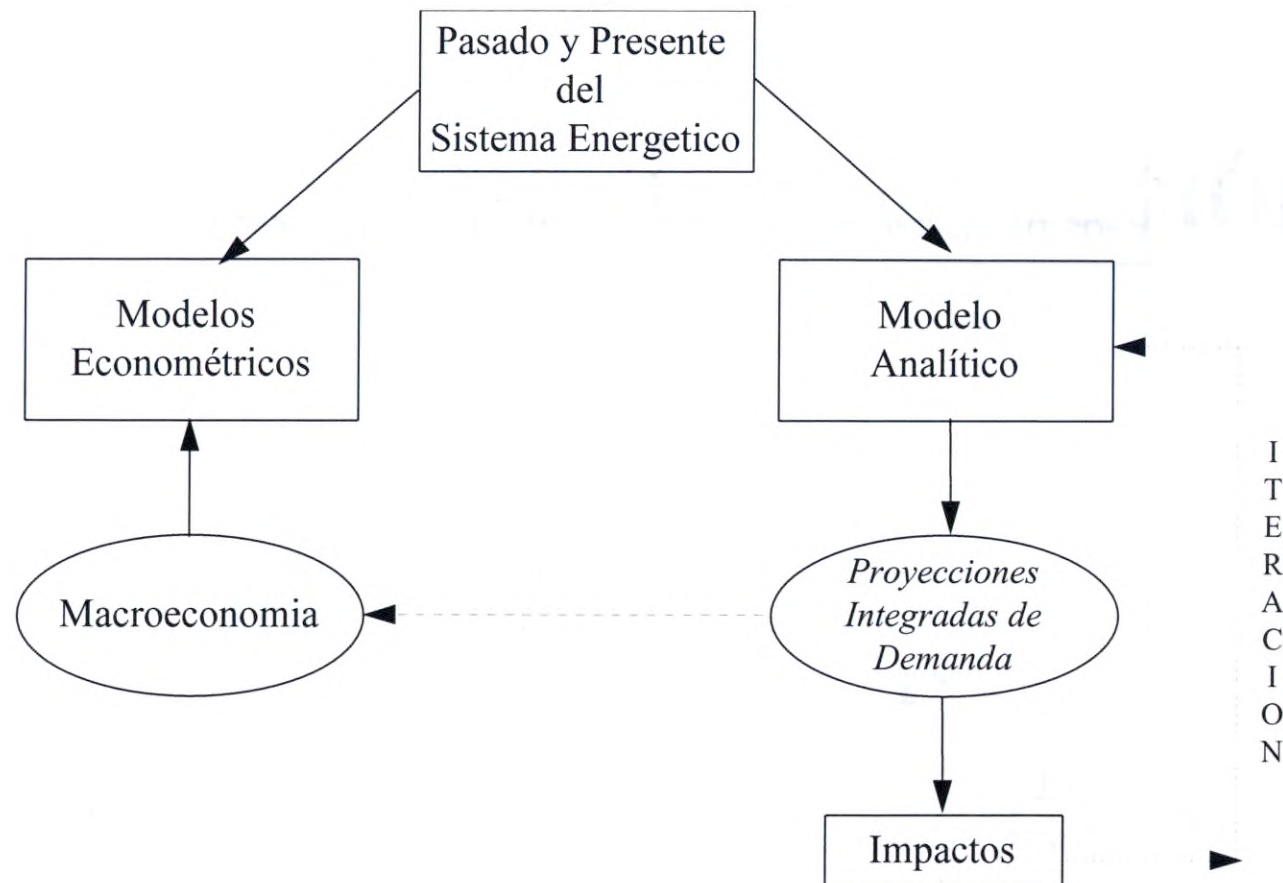 Pasado y Presente
del
Sistema Energetico
Modelos
Econométricos
Modelo
Analítico
Macroeconomia
Proyecciones
Integradas de
Demanda
Impactos
I
T
E
R
A
C
I
O
N